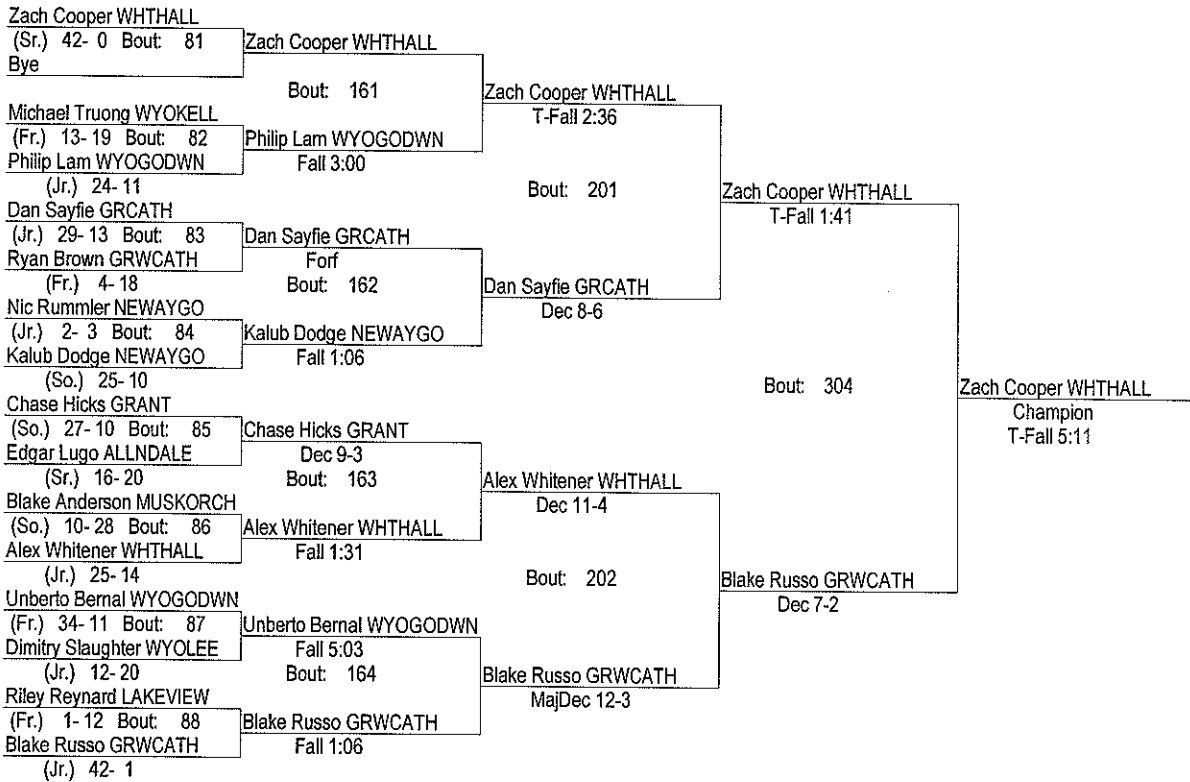 Zach Cooper WHTHALL
(Sr.) 42- 0 Bout: 81
Bye
Michael Truong WYOKELL
(Fr.) 13- 19 Bout: 82
Philip Lam WYOGODWN
(Jr.) 24- 11
Dan Sayfie GRCATH
(Jr.) 29- 13 Bout: 83
Ryan Brown GRWCATH
(Fr.) 4- 18
Nic Rummler NEWAYGO
(Jr.) 2- 3 Bout: 84
Kalub Dodge NEWAYGO
(So.) 25- 10
Chase Hicks GRANT
(So.) 27- 10 Bout: 85
Edgar Lugo ALLNDALE
(Sr.) 16- 20
Blake Anderson MUSKORCH
(So.) 10- 28 Bout: 86
Alex Whitener WHTHALL
(Jr.) 25- 14
Unberto Bernal WYOGODWN
(Fr.) 34- 11 Bout: 87
Dimitry Slaughter WYOLEE
(Jr.) 12- 20
Riley Reynard LAKEVIEW
(Fr.) 1- 12 Bout: 88
Blake Russo GRWCATH
(Jr.) 42- 1
Zach Cooper WHTHALL
Bout: 161
Philip Lam WYOGODWN
Fall 3:00
Dan Sayfie GRCATH
Forf
Bout: 162
Kalub Dodge NEWAYGO
Fall 1:06
Chase Hicks GRANT
Dec 9-3
Bout: 163
Alex Whitener WHTHALL
Fall 1:31
Unberto Bernal WYOGODWN
Fall 5:03
Bout: 164
Blake Russo GRWCATH
Fall 1:06
Zach Cooper WHTHALL
T-Fall 2:36
Bout: 201
Dan Sayfie GRCATH
Dec 8-6
Alex Whitener WHTHALL
Dec 11-4
Bout: 202
Blake Russo GRWCATH
MajDec 12-3
Zach Cooper WHTHALL
T-Fall 1:41
Bout: 304
Blake Russo GRWCATH
Dec 7-2
Zach Cooper WHTHALL
Champion
T-Fall 5:11